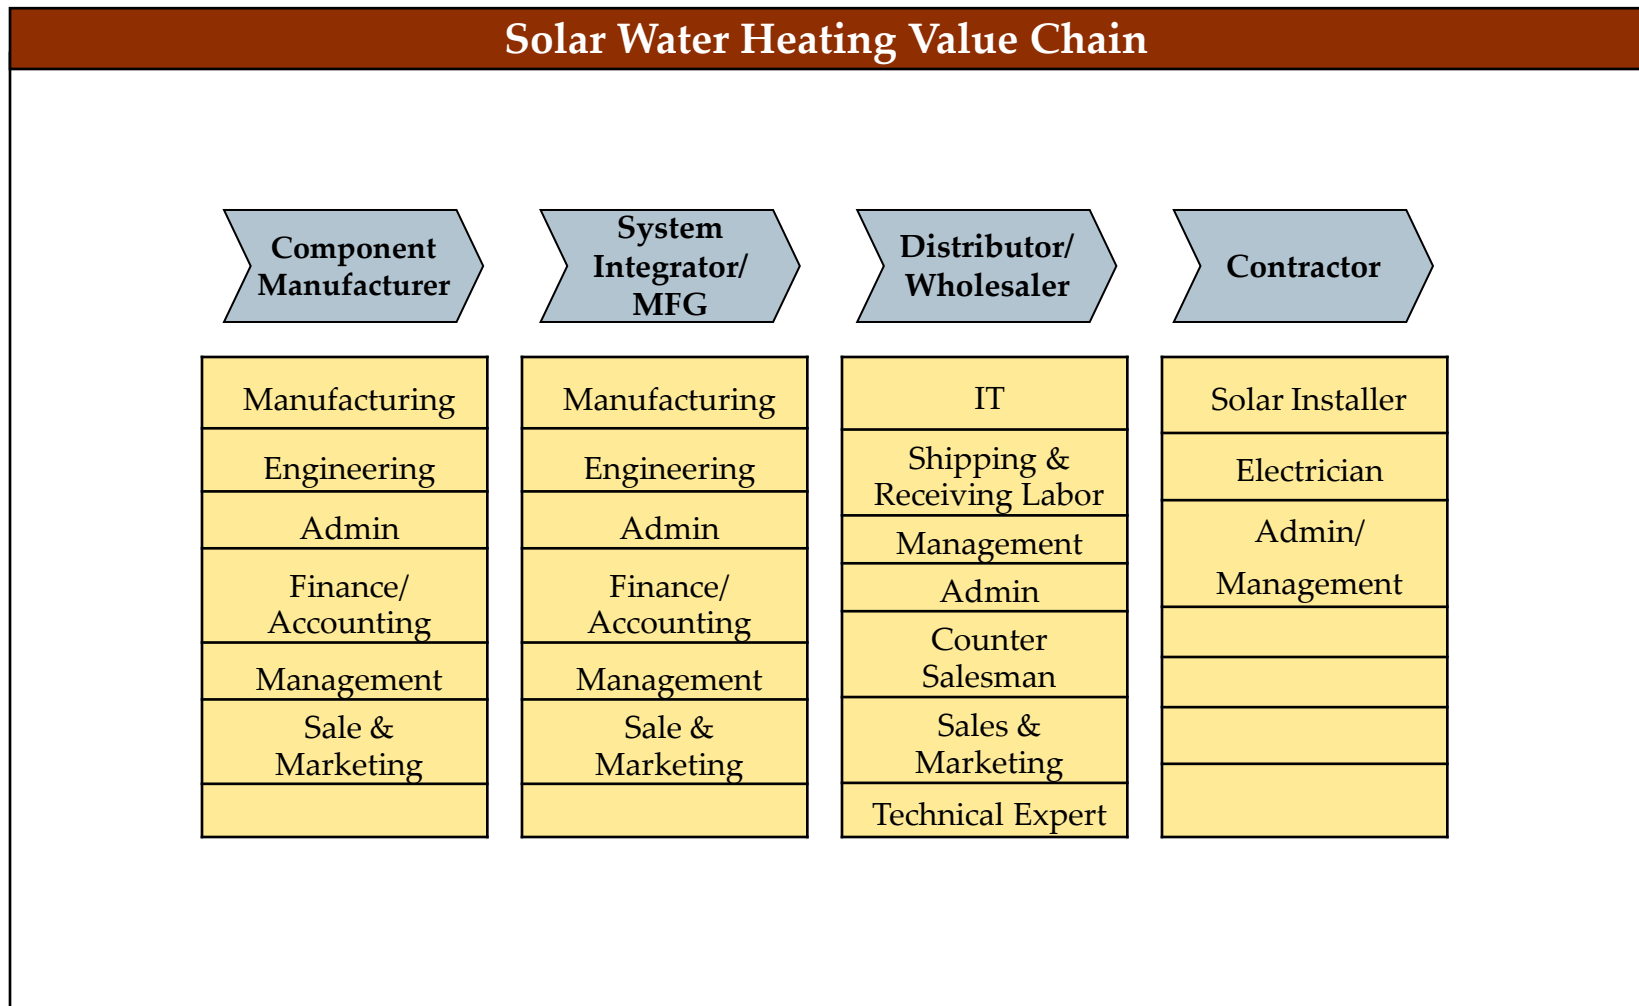 Solar Water Heating Value Chain
Component
Manufacturer
System
Integrator/
MFG
Distributor/
Wholesaler
Contractor
Manufacturing
Engineering
Admin
Finance/
Accounting
Management
Sale &
Marketing
Manufacturing
Engineering
Admin
Finance/
Accounting
Management
Sale &
Marketing
IT
Shipping &
Receiving Labor
Management
Admin
Counter
Salesman
Sales &
Marketing
Technical Expert
Solar Installer
Electrician
Admin/
Management